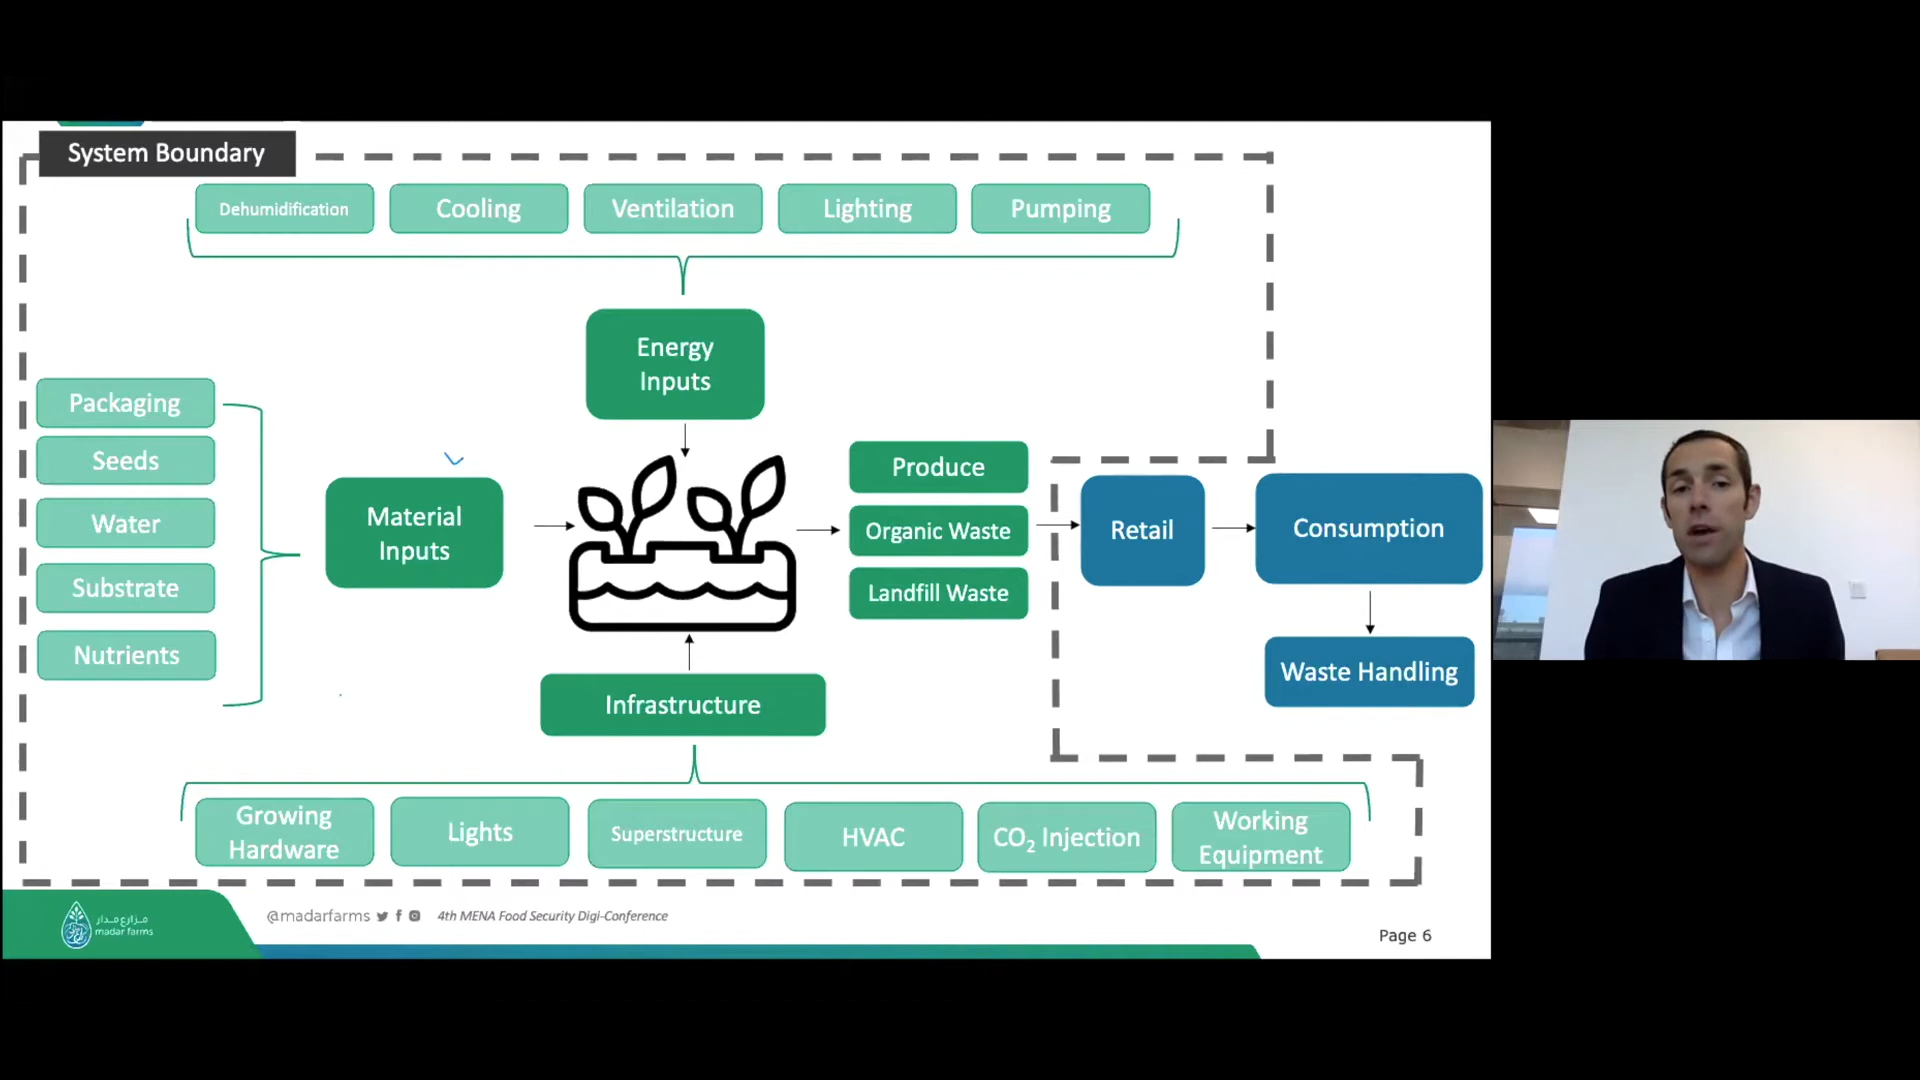 System Boundary
Dehumidification
Cooling
Ventilation
Lighting
Pumping
Energy
Inputs
Packaging
Seeds
Water
Substrate
Nutrients
Material
Inputs
Produce
Organic Waste
Landfill Waste
Retail
Consumption
Waste Handling
Infrastructure
Growing
Hardware
Lights
Superstructure
HVAC
CO₂ Injection
Working
Equipment
مزارع مدار
madar farms
@madarfarms
4th MENA Food Security Digi-Conference
Page 6